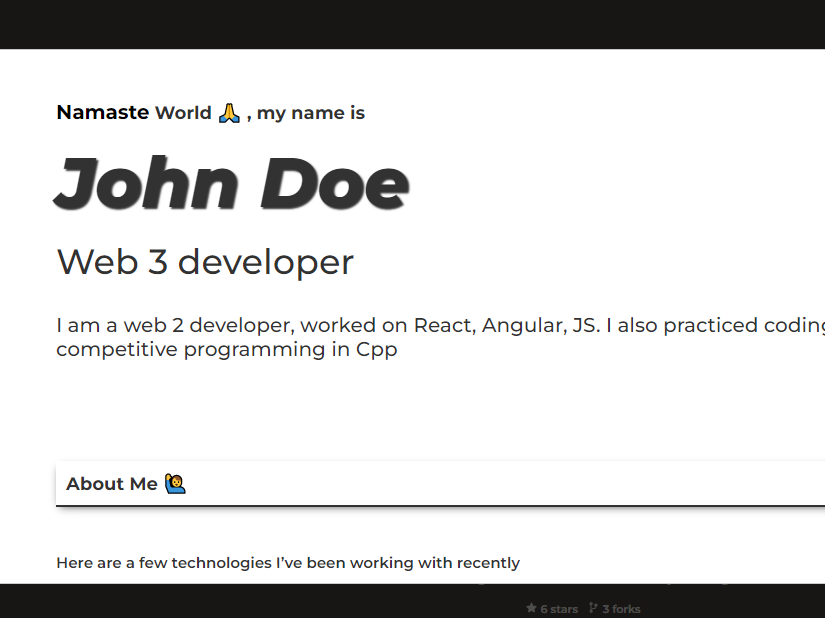 Namaste World 🙏 , my name is
John Doe
Web 3 developer
I am a web 2 developer, worked on React, Angular, JS. I also practiced coding
competitive programming in Cpp
About Me 🙋
Here are a few technologies I've been working with recently
6 stars 3 forks